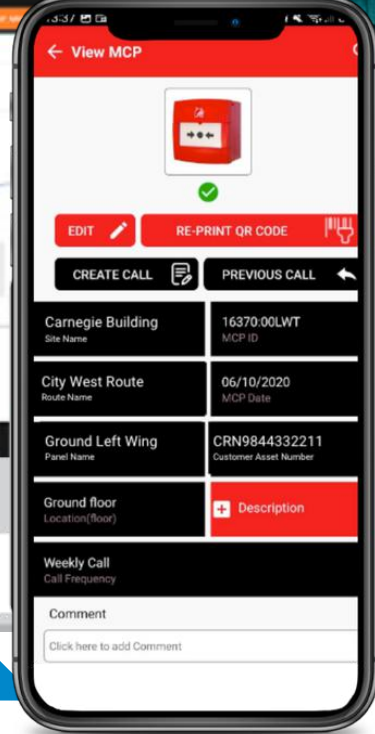 13:37
← View MCP
EDIT
RE-PRINT QR CODE
CREATE CALL
PREVIOUS CALL
Carnegie Building
Site Name
16370:00LWT
MCP ID
City West Route
Route Name
06/10/2020
MCP Date
Ground Left Wing
Panel Name
CRN9844332211
Customer Asset Number
Ground floor
Location(floor)
+ Description
Weekly Call
Call Frequency
Comment
Click here to add Comment